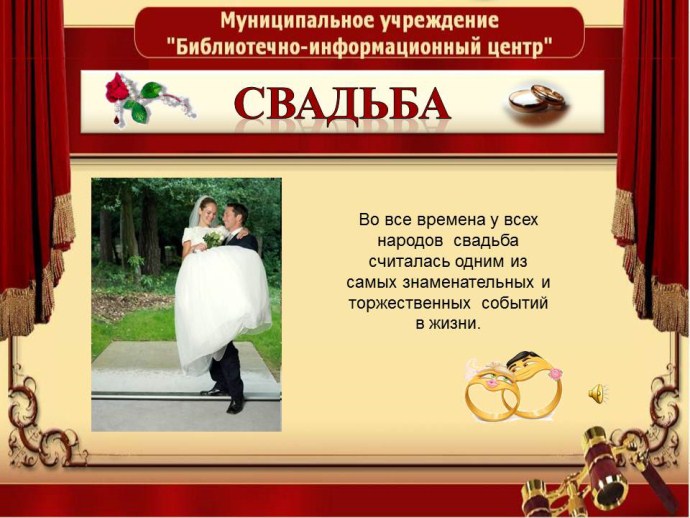 Муниципальное учреждение
"Библиотечно-информационный центр"
СВАДЬБА
Во все времена у всех
народов свадьба
считалась одним из
самых знаменательных и
торжественных событий
в жизни.